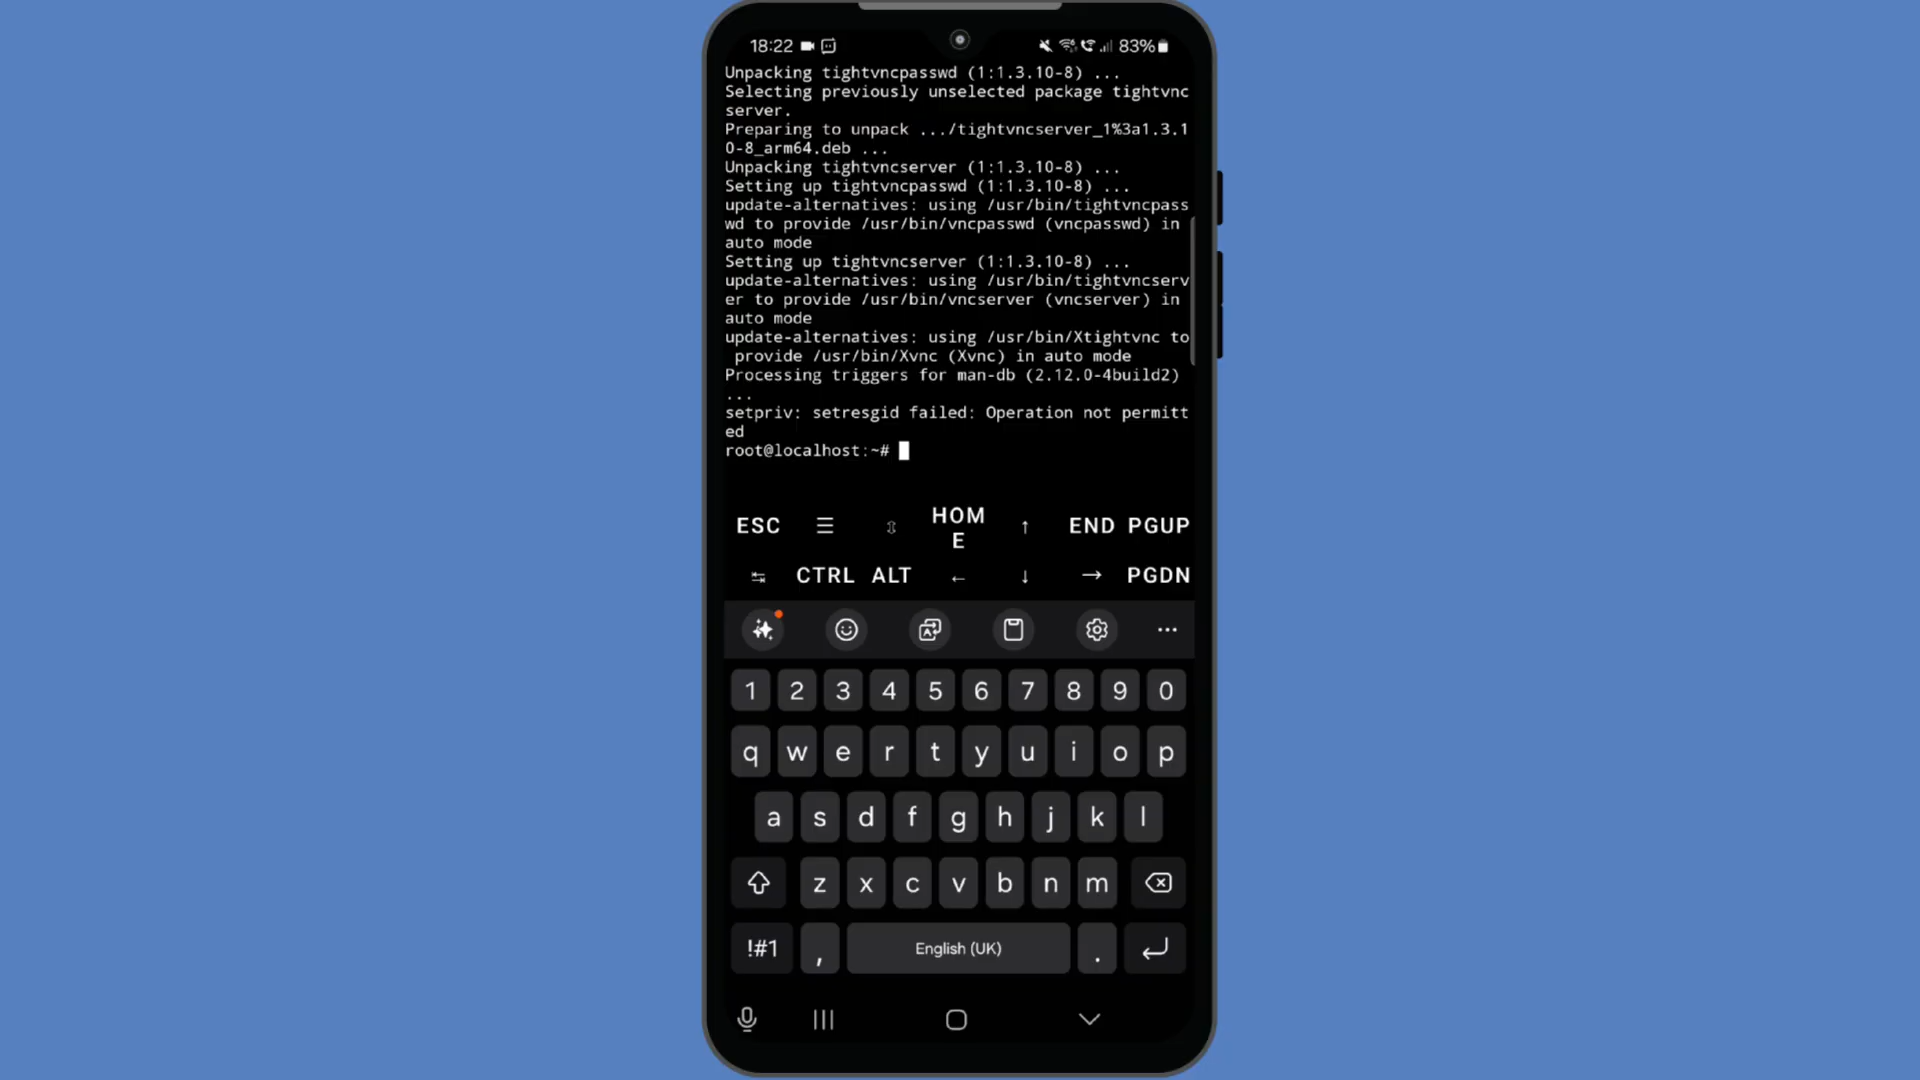 18:22 83%
Unpacking tightvncpasswd (1:1.3.10-8) ...
Selecting previously unselected package tightvnc
server.
Preparing to unpack .../tightvncserver_1%3a1.3.1
0-8_arm64.deb ...
Unpacking tightvncserver (1:1.3.10-8) ...
Setting up tightvncpasswd (1:1.3.10-8) ...
update-alternatives: using /usr/bin/tightvncpass
wd to provide /usr/bin/vncpasswd (vncpasswd) in
auto mode
Setting up tightvncserver (1:1.3.10-8) ...
update-alternatives: using /usr/bin/tightvncserv
er to provide /usr/bin/vncserver (vncserver) in
auto mode
update-alternatives: using /usr/bin/Xtightvnc to
 provide /usr/bin/Xvnc (Xvnc) in auto mode
Processing triggers for man-db (2.12.0-4build2)
...
setpriv: setresgid failed: Operation not permitt
ed
root@localhost:~#
ESC ☰ ⇳ HOM
E ↑ END PGUP
⇆ CTRL ALT ← ↓ → PGDN
1 2 3 4 5 6 7 8 9 0
q w e r t y u i o p
a s d f g h j k l
z x c v b n m
!#1 , English (UK) .